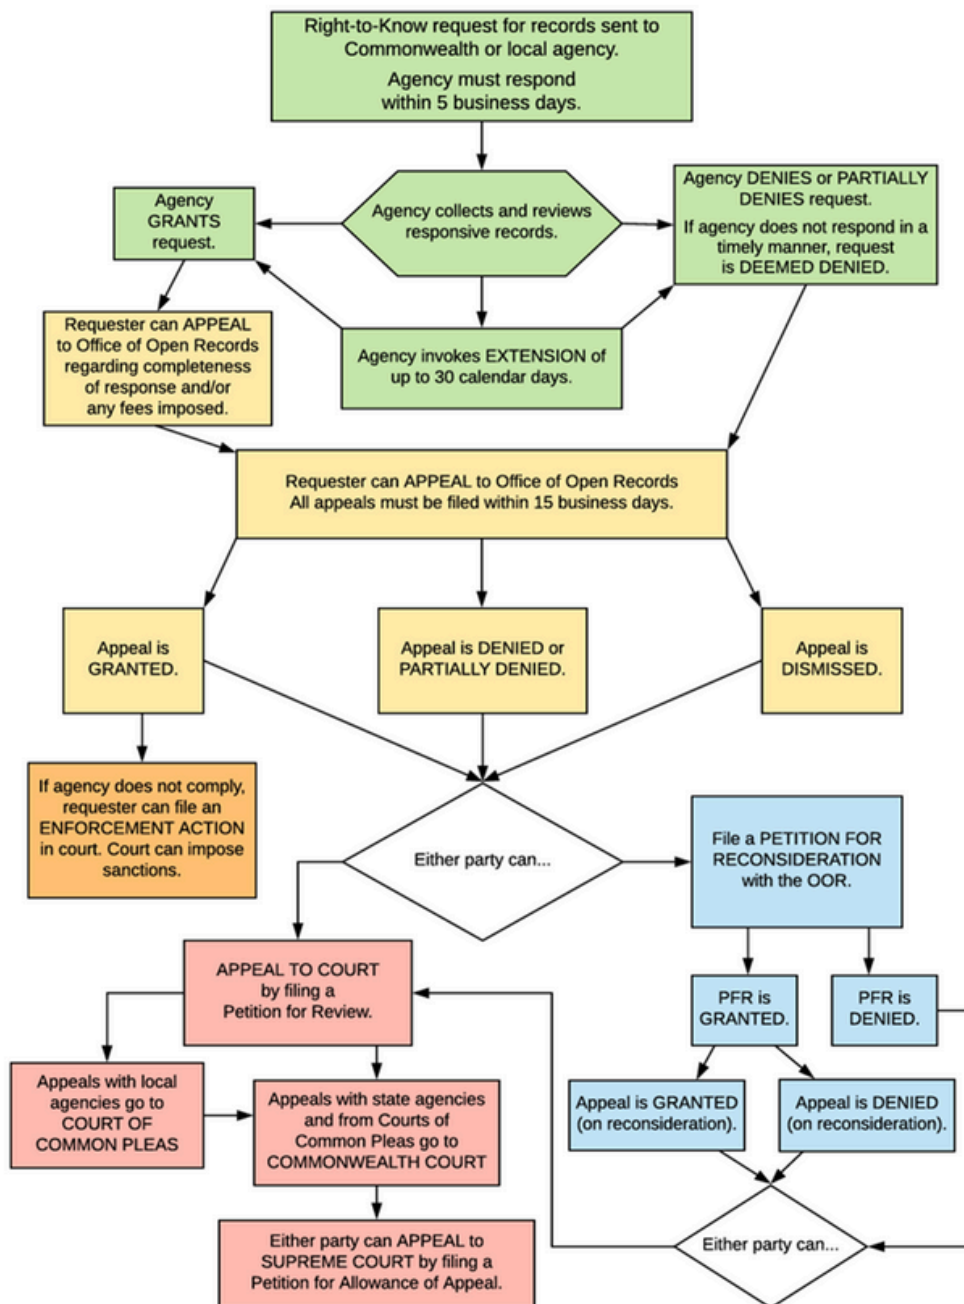 Right-to-Know request for records sent to
Commonwealth or local agency.
Agency must respond
within 5 business days.
Agency
GRANTS
request.
Agency collects and reviews
responsive records.
Agency DENIES or PARTIALLY
DENIES request.
If agency does not respond in a
timely manner, request
is DEEMED DENIED.
Requester can APPEAL
to Office of Open Records
regarding completeness
of response and/or
any fees imposed.
Agency invokes EXTENSION of
up to 30 calendar days.
Requester can APPEAL to Office of Open Records
All appeals must be filed within 15 business days.
Appeal is
GRANTED.
Appeal is DENIED or
PARTIALLY DENIED.
Appeal is
DISMISSED.
If agency does not comply,
requester can file an
ENFORCEMENT ACTION
in court. Court can impose
sanctions.
Either party can...
File a PETITION FOR
RECONSIDERATION
with the OOR.
APPEAL TO COURT
by filing a
Petition for Review.
PFR is
GRANTED.
PFR is
DENIED.
Appeals with local
agencies go to
COURT OF
COMMON PLEAS
Appeals with state agencies
and from Courts of
Common Pleas go to
COMMONWEALTH COURT
Appeal is GRANTED
(on reconsideration).
Appeal is DENIED
(on reconsideration).
Either party can APPEAL to
SUPREME COURT by filing a
Petition for Allowance of Appeal.
Either party can...